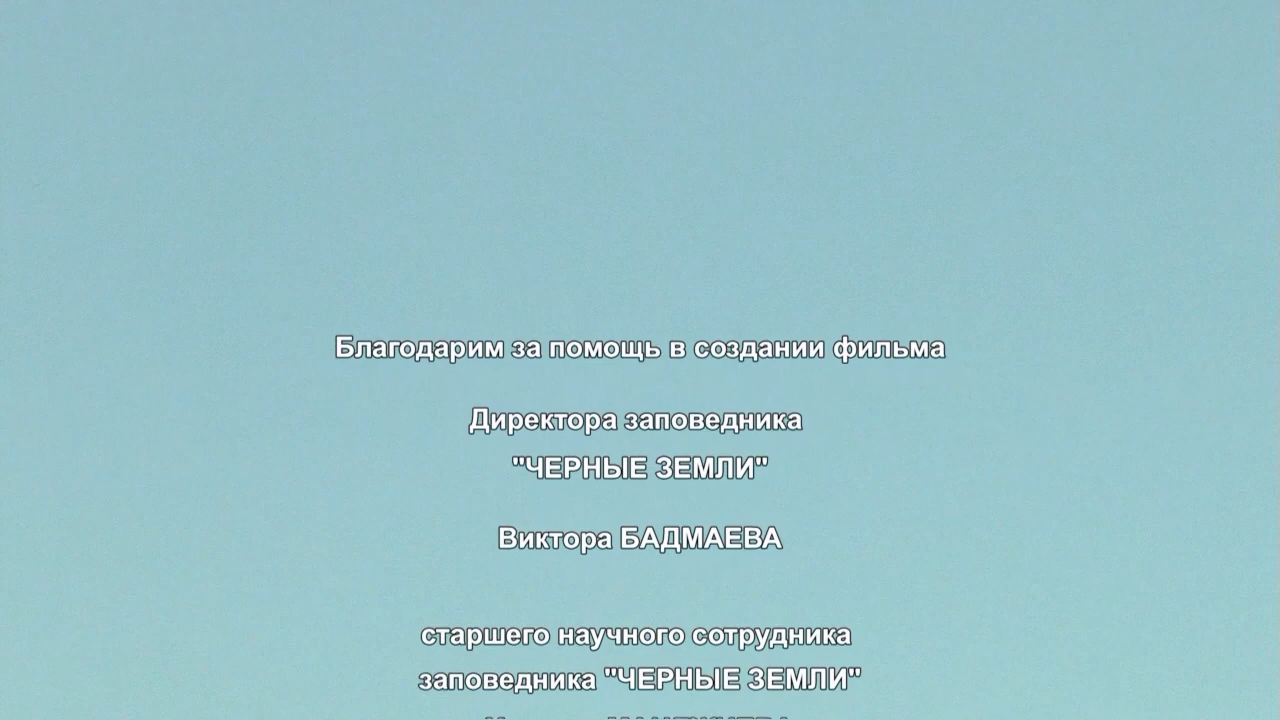 Благодарим за помощь в создании фильма
Директора заповедника
"ЧЕРНЫЕ ЗЕМЛИ"
Виктора БАДМАЕВА
старшего научного сотрудника
заповедника "ЧЕРНЫЕ ЗЕМЛИ"